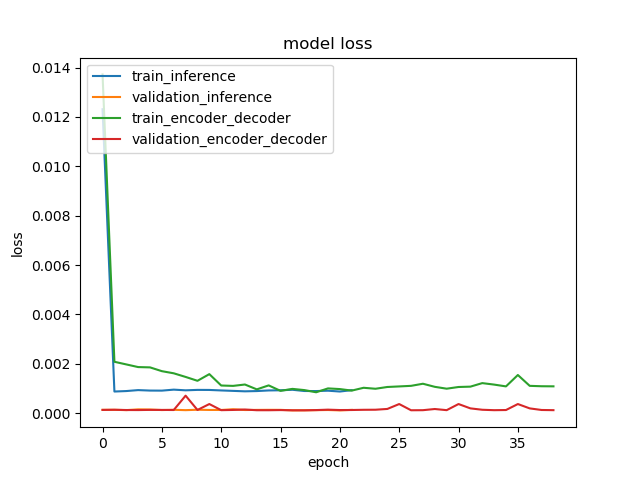 model loss
train_inference
validation_inference
train_encoder_decoder
validation_encoder_decoder
loss
0.014
0.012
0.010
0.008
0.006
0.004
0.002
0.000
0 5 10 15 20 25 30 35
epoch